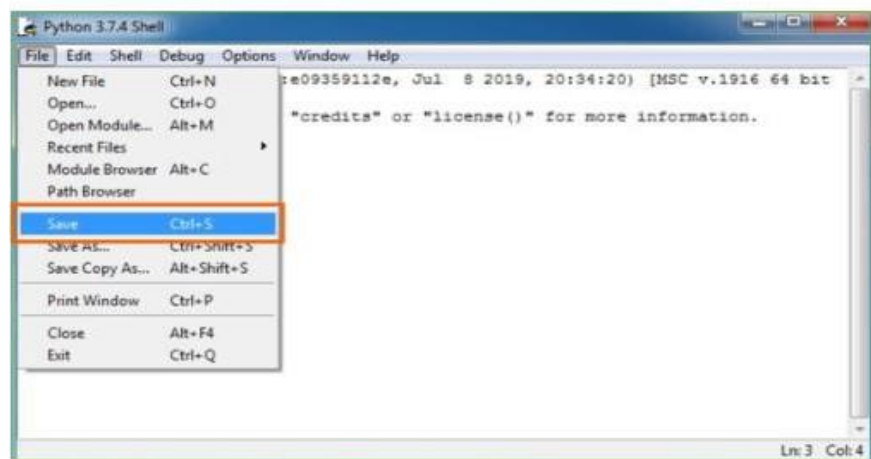 Python 3.7.4 Shell
File Edit Shell Debug Options Window Help
New File Ctrl+N
Open... Ctrl+O
Open Module... Alt+M
Recent Files
Module Browser Alt+C
Path Browser
Save Ctrl+S
Save As... Ctrl+Shift+S
Save Copy As... Alt+Shift+S
Print Window Ctrl+P
Close Alt+F4
Exit Ctrl+Q
:e09359112e, Jul 8 2019, 20:34:20) [MSC v.1916 64 bit
"credits" or "license()" for more information.
Ln: 3 Col: 4